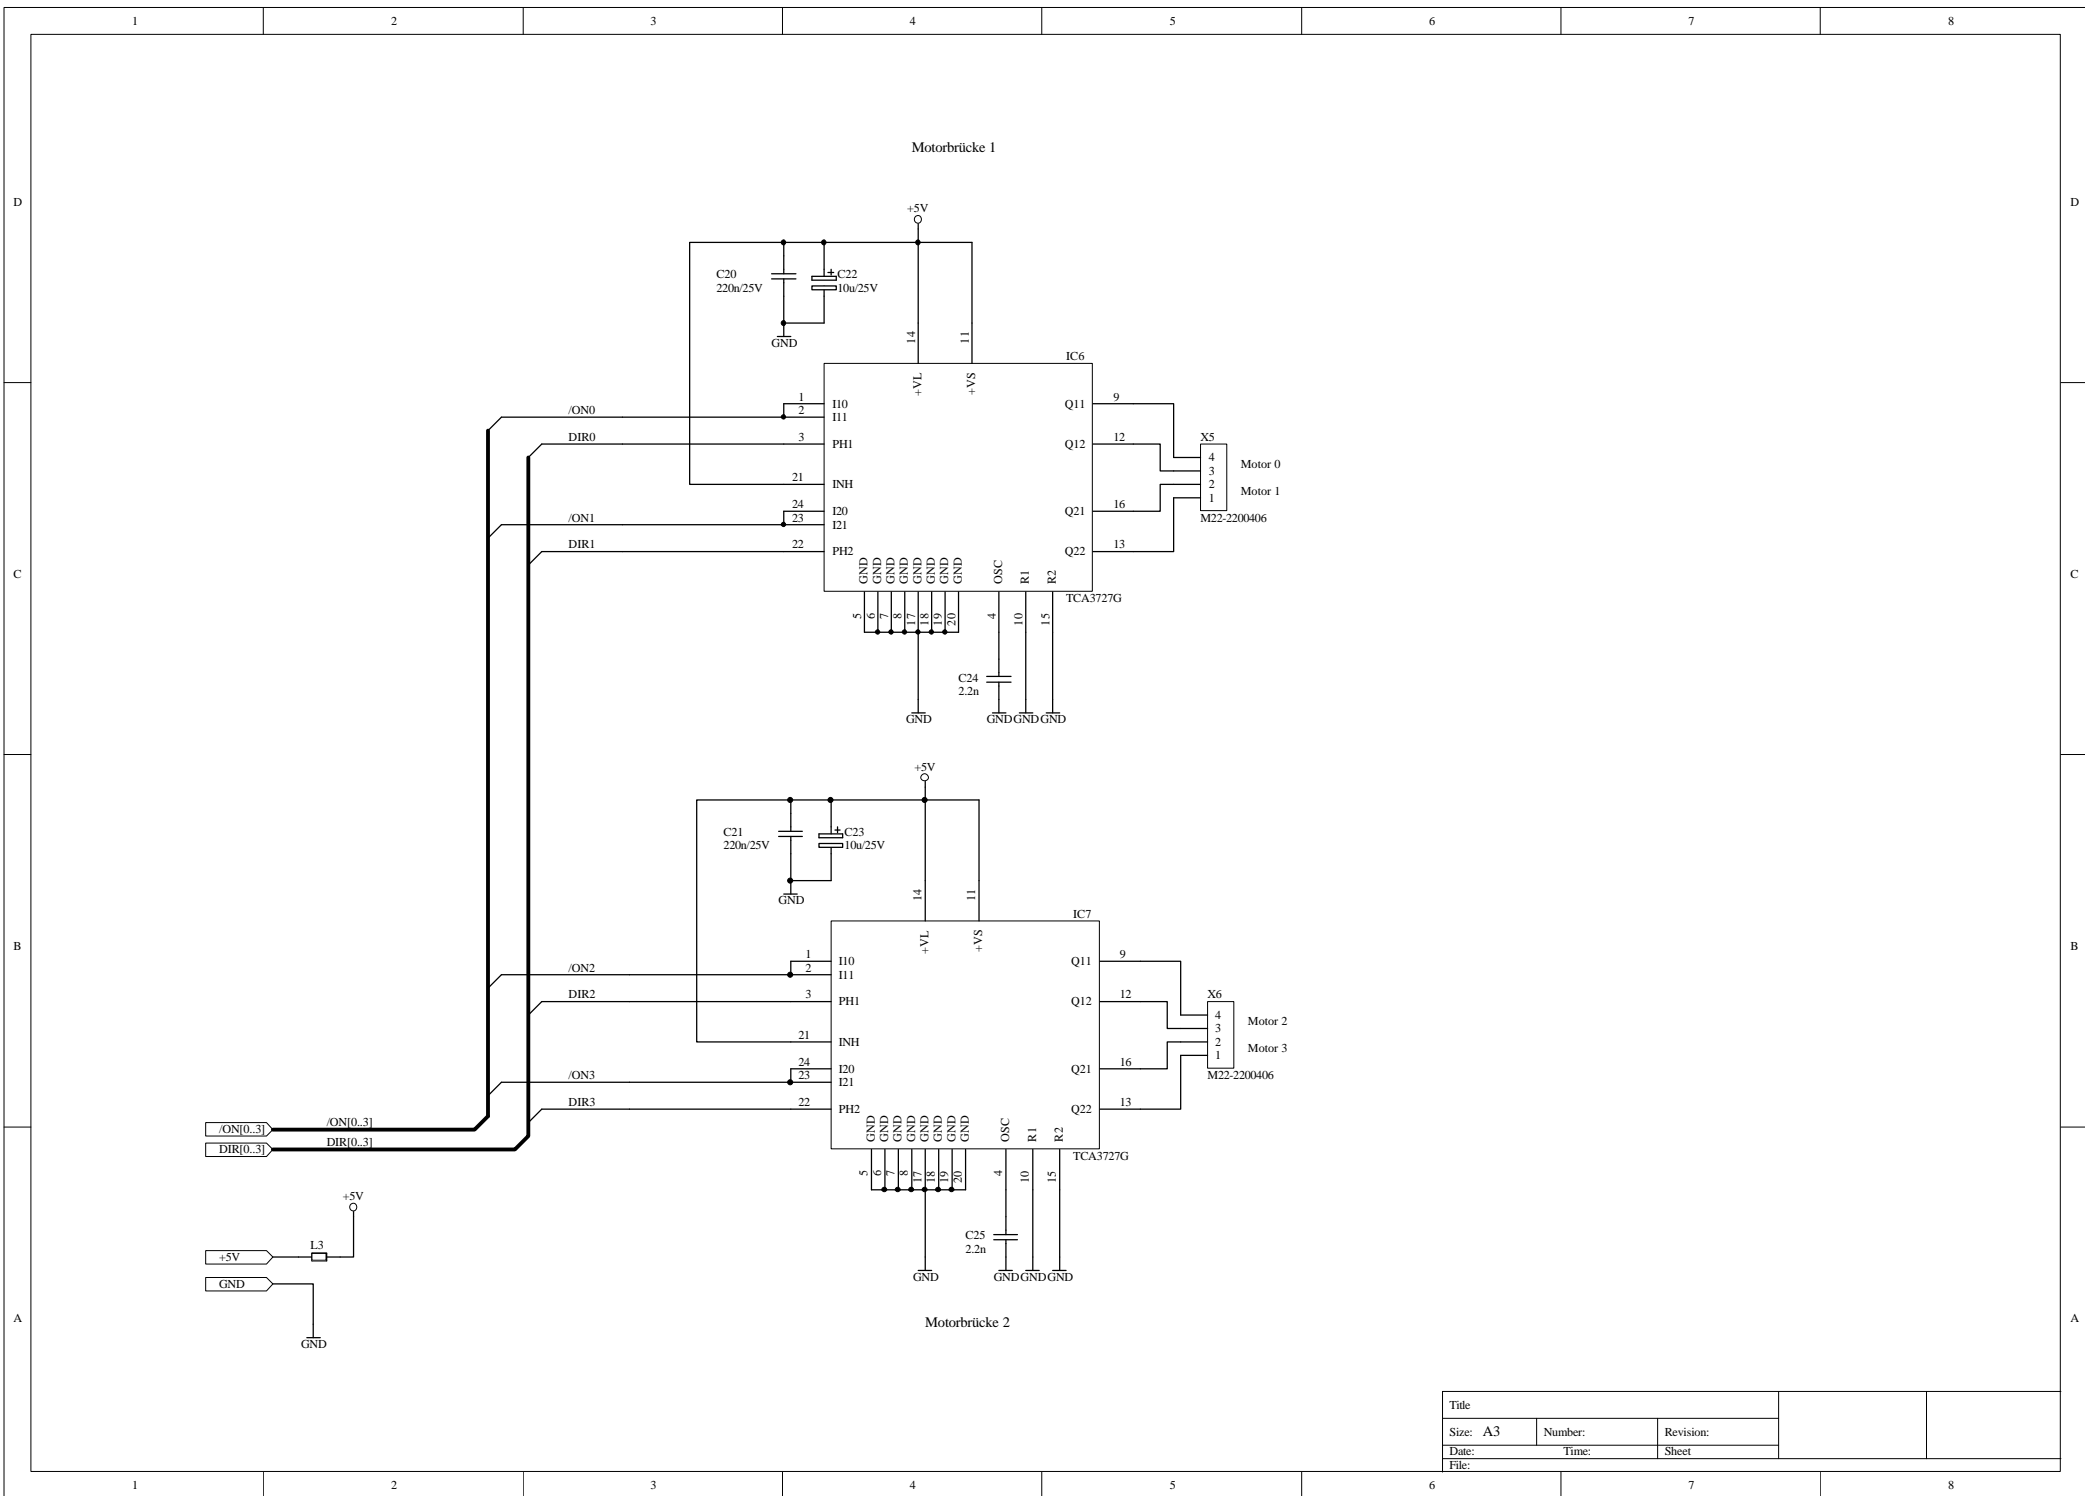 1 2 3 4 5 6 7 8
Motorbrücke 1
D D
+5V
C20
220n/25V
+ C22
10u/25V
GND
14
11
IC6
+VL
+VS
/ON0
1 I10
2 I11
DIR0
3 PH1
21 INH
24 I20
/ON1
23 I21
DIR1
22 PH2
Q11 9
Q12 12
Q21 16
Q22 13
X5
4
3
2
1
Motor 0
Motor 1
M22-2200406
C C
GND GND GND GND GND GND GND GND
OSC
R1
R2
TCA3727G
5 6 7 8 17 18 19 20
4
10
15
C24
2.2n
GND
GND GND GND
+5V
C21
220n/25V
+ C23
10u/25V
GND
14
11
IC7
+VL
+VS
B B
/ON2
1 I10
2 I11
DIR2
3 PH1
21 INH
24 I20
/ON3
23 I21
DIR3
22 PH2
Q11 9
Q12 12
Q21 16
Q22 13
X6
4
3
2
1
Motor 2
Motor 3
M22-2200406
GND GND GND GND GND GND GND GND
OSC
R1
R2
TCA3727G
5 6 7 8 17 18 19 20
4
10
15
C25
2.2n
GND
GND GND GND
/ON[0..3] /ON[0..3]
DIR[0..3] DIR[0..3]
+5V
+5V L3
GND
GND
A A
Motorbrücke 2
Title
Size: A3 Number: Revision:
Date: Time: Sheet
File:
1 2 3 4 5 6 7 8